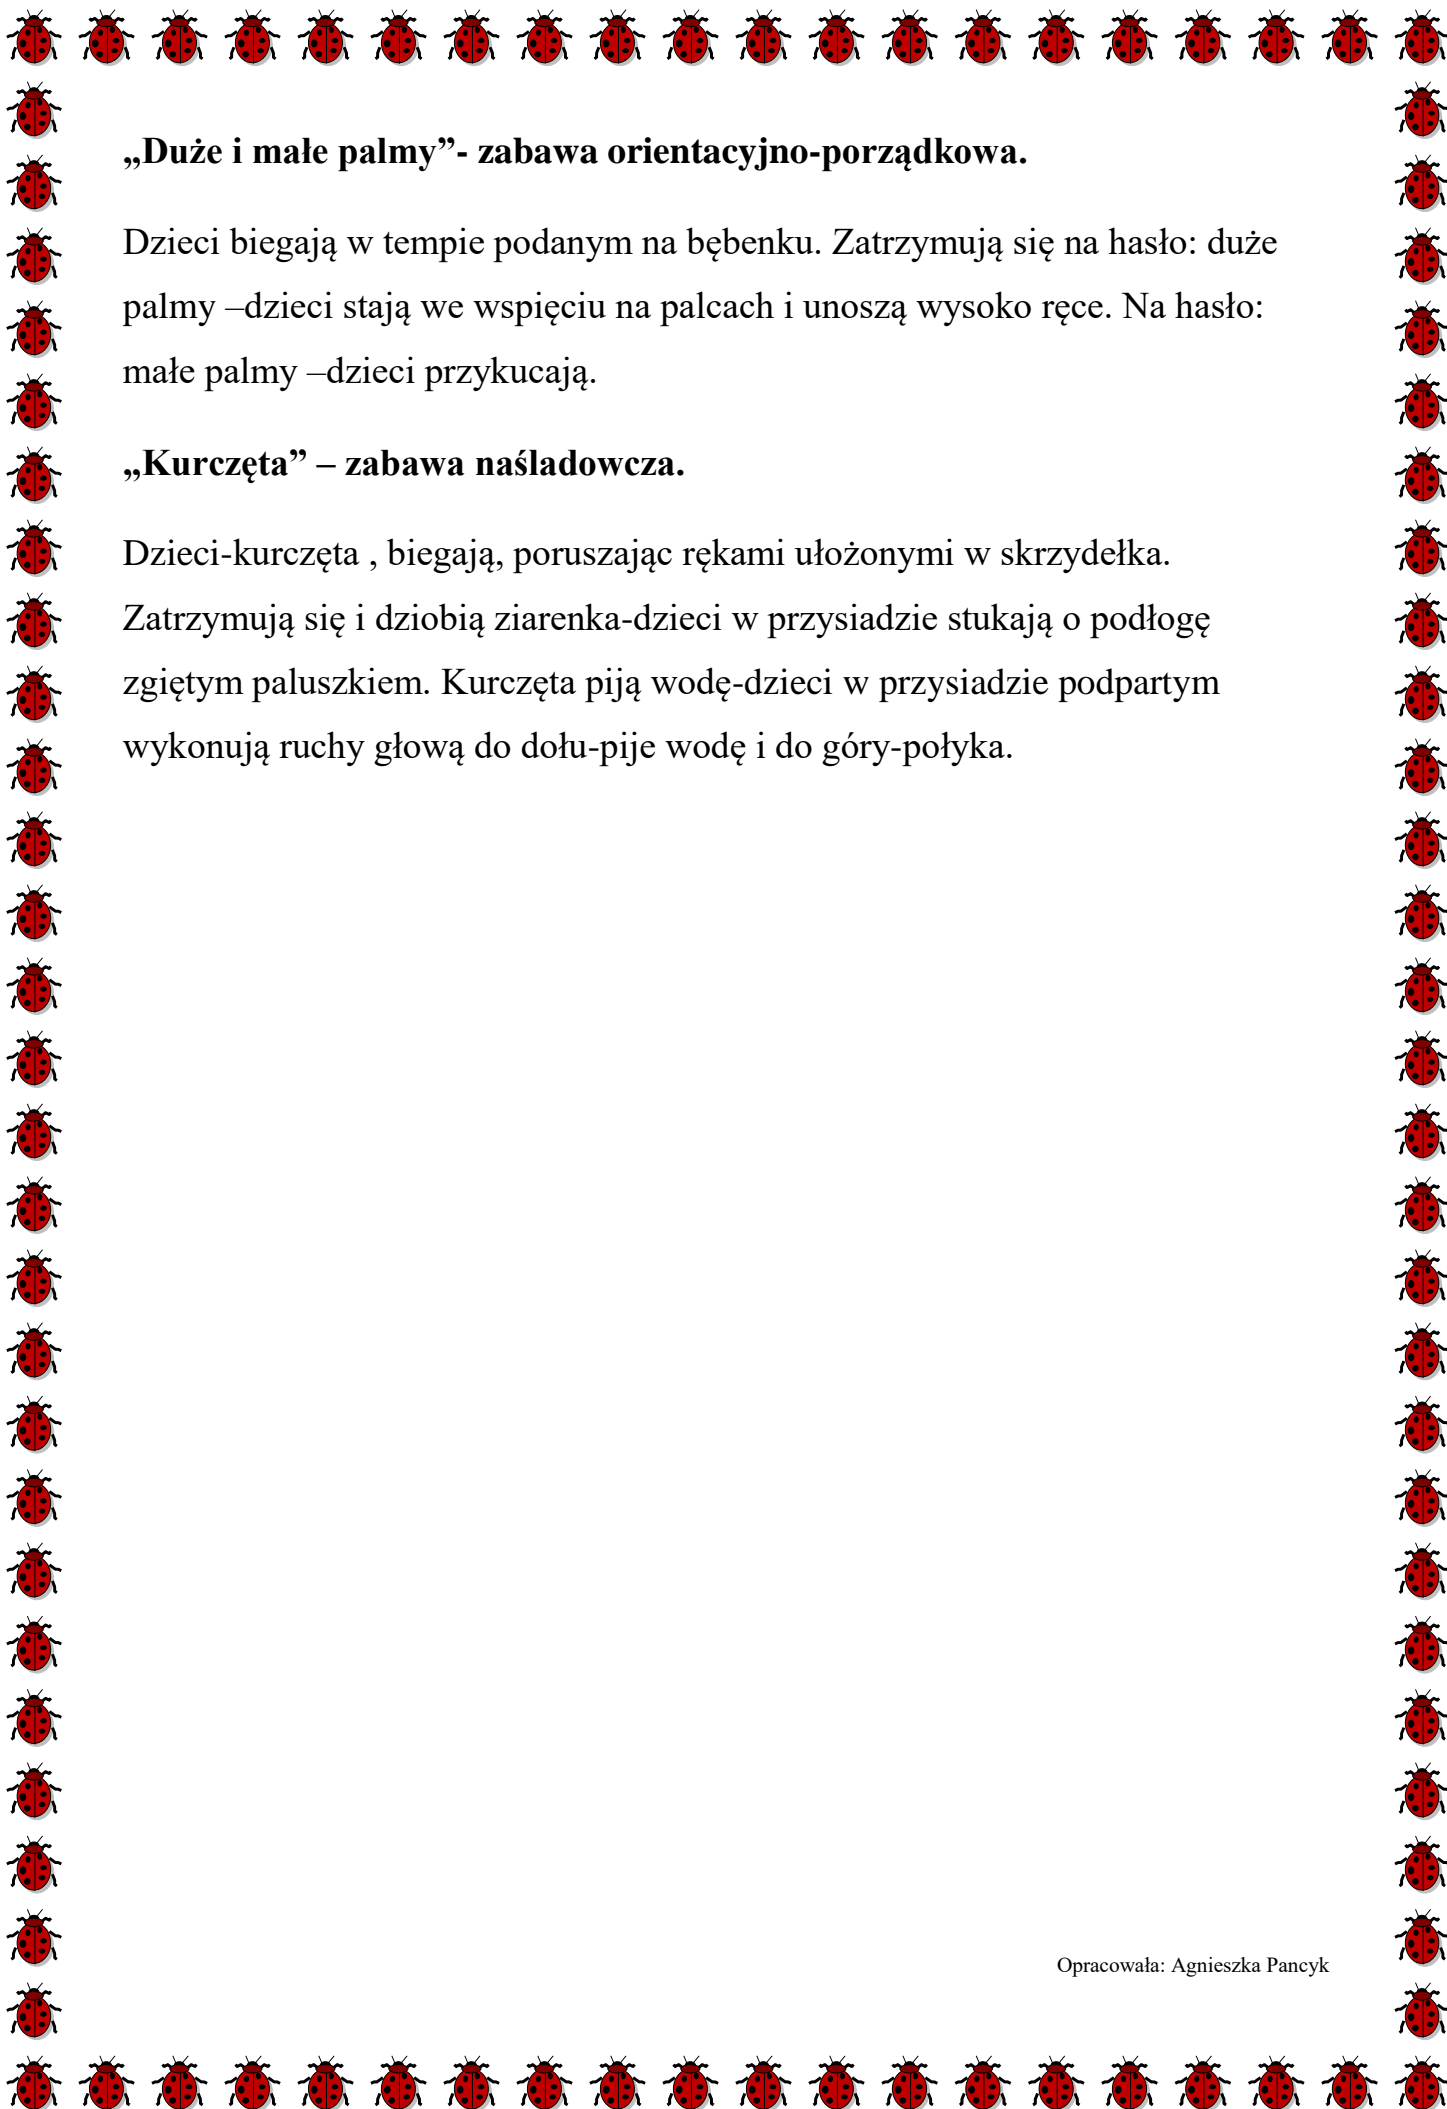 „Duże i małe palmy”- zabawa orientacyjno-porządkowa.
Dzieci biegają w tempie podanym na bębenku. Zatrzymują się na hasło: duże
palmy –dzieci stają we wspięciu na palcach i unoszą wysoko ręce. Na hasło:
małe palmy –dzieci przykucają.
„Kurczęta” – zabawa naśladowcza.
Dzieci-kurczęta , biegają, poruszając rękami ułożonymi w skrzydełka.
Zatrzymują się i dziobią ziarenka-dzieci w przysiadzie stukają o podłogę
zgiętym paluszkiem. Kurczęta piją wodę-dzieci w przysiadzie podpartym
wykonują ruchy głową do dołu-pije wodę i do góry-połyka.
Opracowała: Agnieszka Pancyk